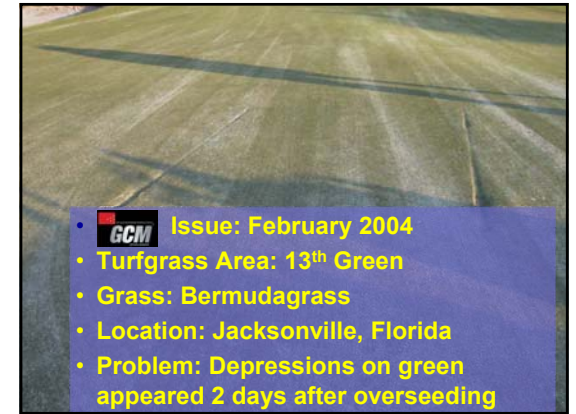 • GCM Issue: February 2004
• Turfgrass Area: 13th Green
• Grass: Bermudagrass
• Location: Jacksonville, Florida
• Problem: Depressions on green
appeared 2 days after overseeding